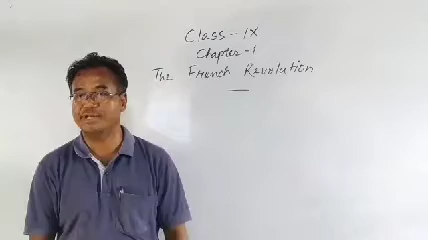 Class - IX
Chapter - 1
The French Revolution